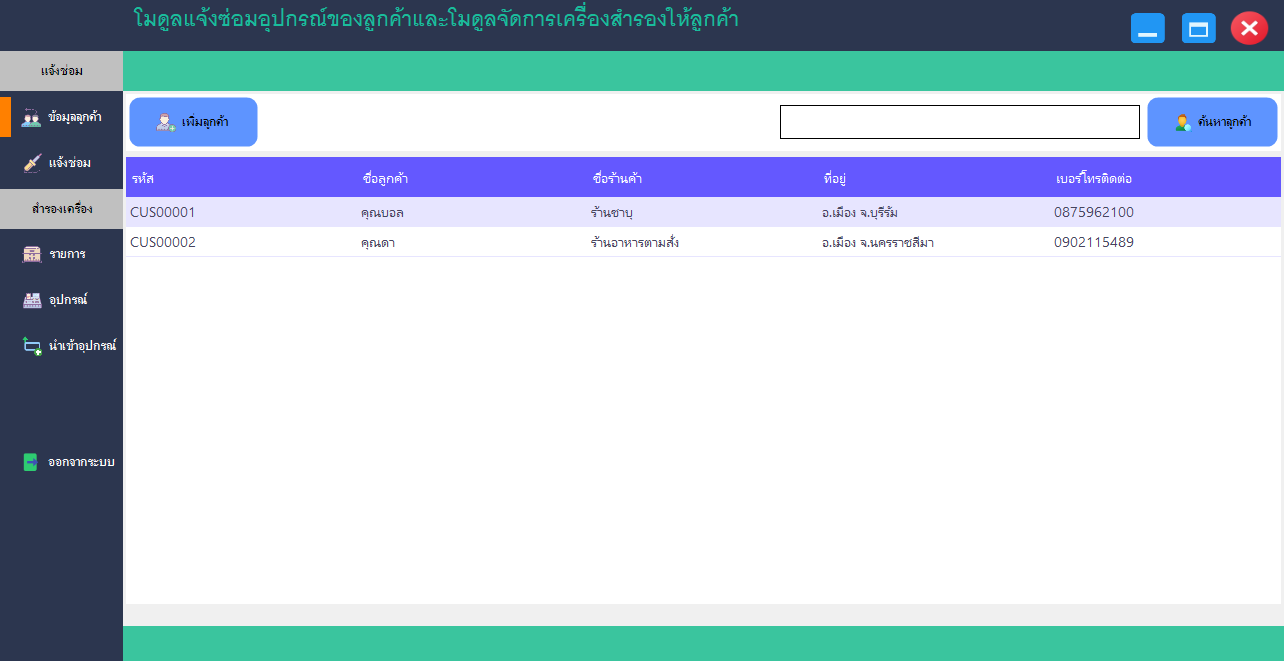 โมดูลแจ้งซ่อมอุปกรณ์ของลูกค้าและโมดูลจัดการเครื่องสำรองให้ลูกค้า
แจ้งซ่อม
ข้อมูลลูกค้า
แจ้งซ่อม
สำรองเครื่อง
รายการ
อุปกรณ์
นำเข้าอุปกรณ์
ออกจากระบบ
เพิ่มลูกค้า
ค้นหาลูกค้า
รหัส ชื่อลูกค้า ชื่อร้านค้า ที่อยู่ เบอร์โทรติดต่อ
CUS00001 คุณบอล ร้านชาบู อ.เมือง จ.บุรีรัม 0875962100
CUS00002 คุณดา ร้านอาหารตามสั่ง อ.เมือง จ.นครราชสีมา 0902115489